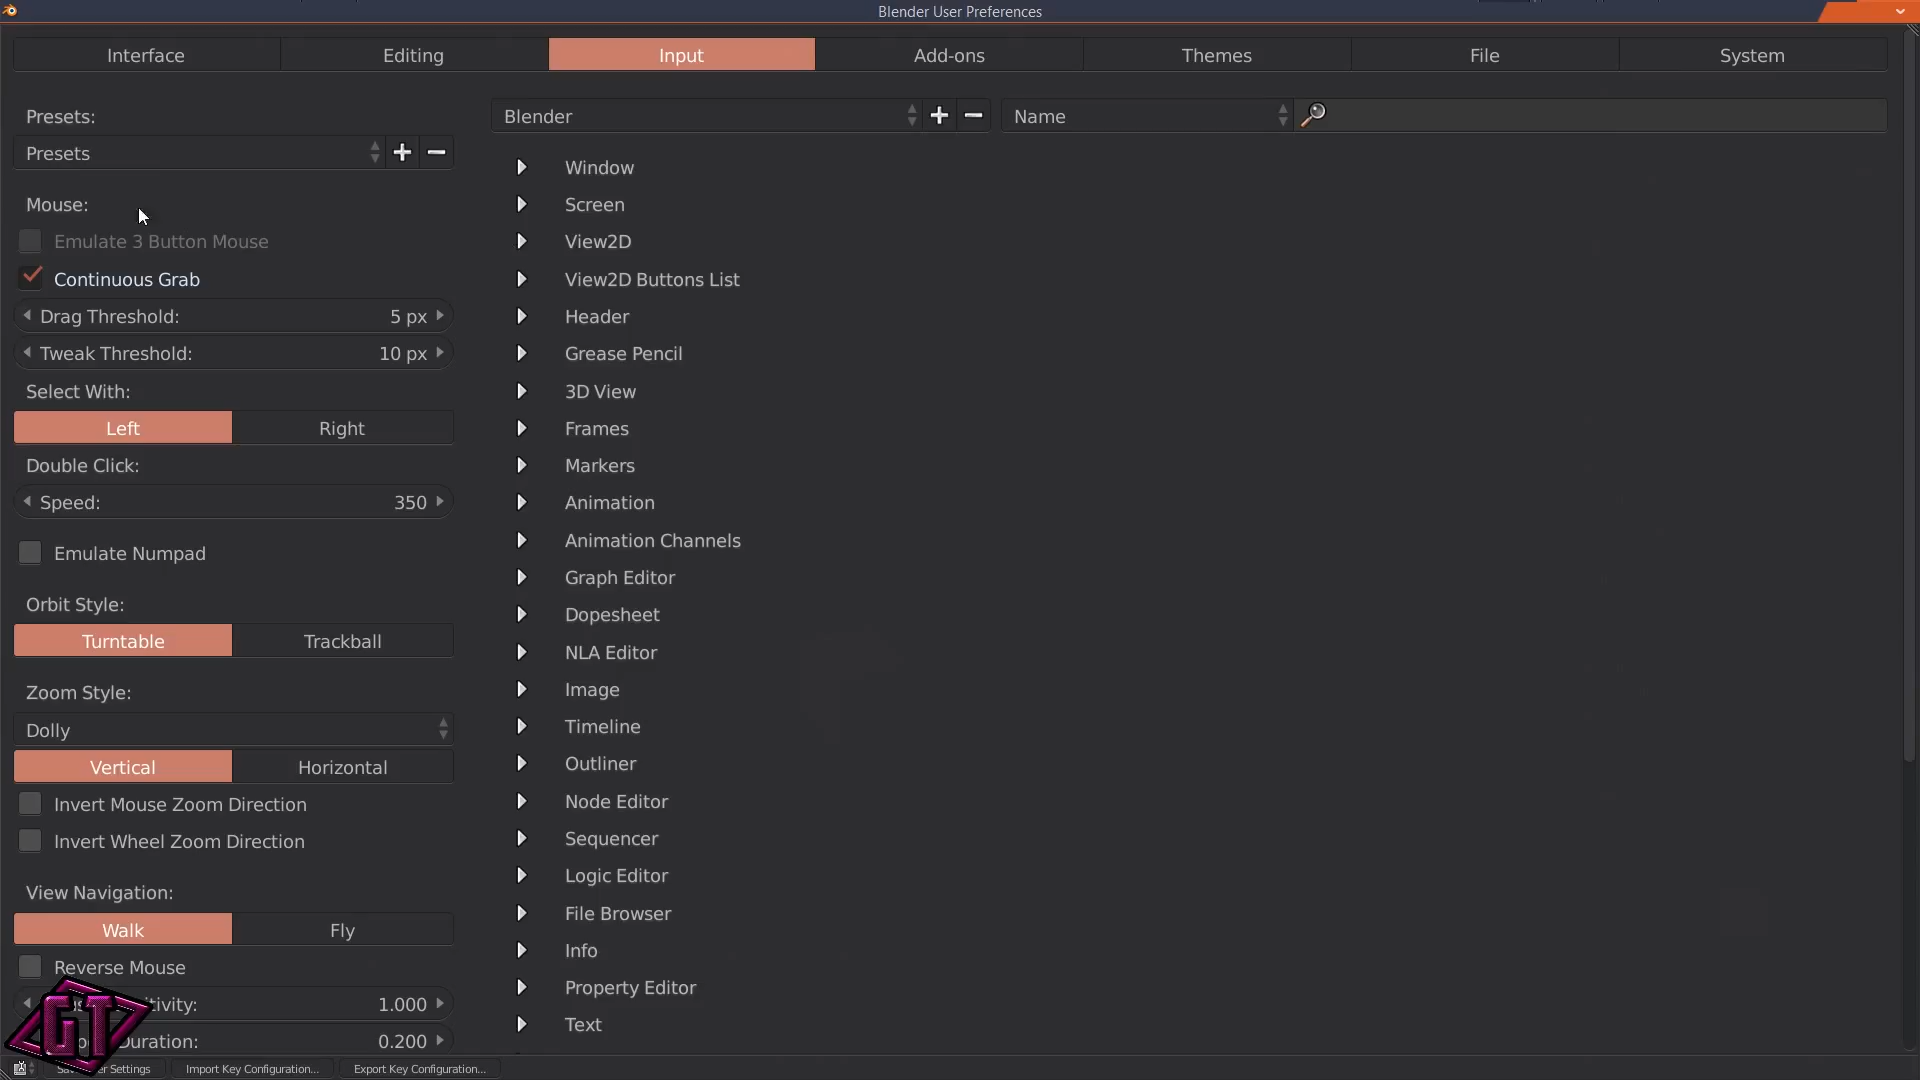 Blender User Preferences
Interface
Editing
Input
Add-ons
Themes
File
System
Presets:
Presets
Mouse:
Emulate 3 Button Mouse
Continuous Grab
Drag Threshold: 5 px
Tweak Threshold: 10 px
Select With:
Left
Right
Double Click:
Speed: 350
Emulate Numpad
Orbit Style:
Turntable
Trackball
Zoom Style:
Dolly
Vertical
Horizontal
Invert Mouse Zoom Direction
Invert Wheel Zoom Direction
View Navigation:
Walk
Fly
Reverse Mouse
1.000
Duration: 0.200
GT
Blender
Name
Window
Screen
View2D
View2D Buttons List
Header
Grease Pencil
3D View
Frames
Markers
Animation
Animation Channels
Graph Editor
Dopesheet
NLA Editor
Image
Timeline
Outliner
Node Editor
Sequencer
Logic Editor
File Browser
Info
Property Editor
Text
Settings
Import Key Configuration...
Export Key Configuration...